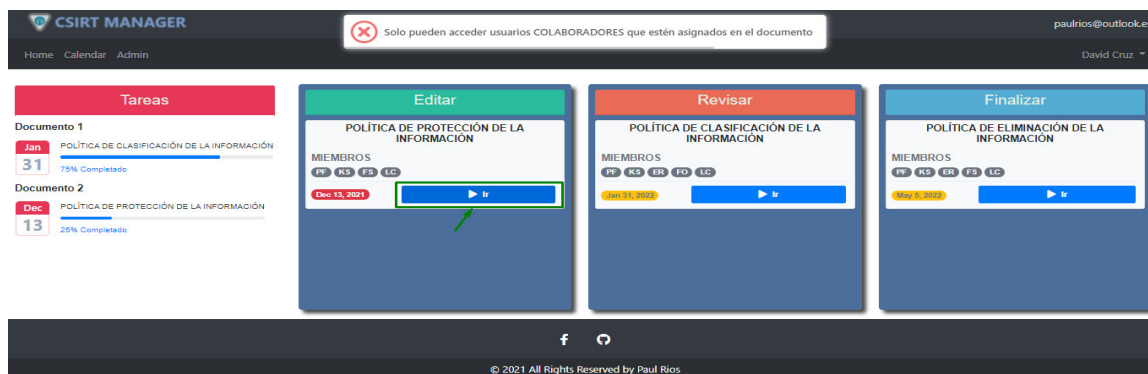 CSIRT MANAGER
Solo pueden acceder usuarios COLABORADORES que estén asignados en el documento
paulrios@outlook.e
Home Calendar Admin
David Cruz
Tareas
Documento 1
Jan
31
POLÍTICA DE CLASIFICACIÓN DE LA INFORMACIÓN
75% Completado
Documento 2
Dec
13
POLÍTICA DE PROTECCIÓN DE LA INFORMACIÓN
25% Completado
Editar
POLÍTICA DE PROTECCIÓN DE LA
INFORMACIÓN
MIEMBROS
PF KS FS LC
Dec 13, 2021 Ir
Revisar
POLÍTICA DE CLASIFICACIÓN DE LA
INFORMACIÓN
MIEMBROS
PF KS ER FO LC
Jan 31, 2022 Ir
Finalizar
POLÍTICA DE ELIMINACIÓN DE LA
INFORMACIÓN
MIEMBROS
PF KS ER FS LC
May 6, 2022 Ir
© 2021 All Rights Reserved by Paul Rios